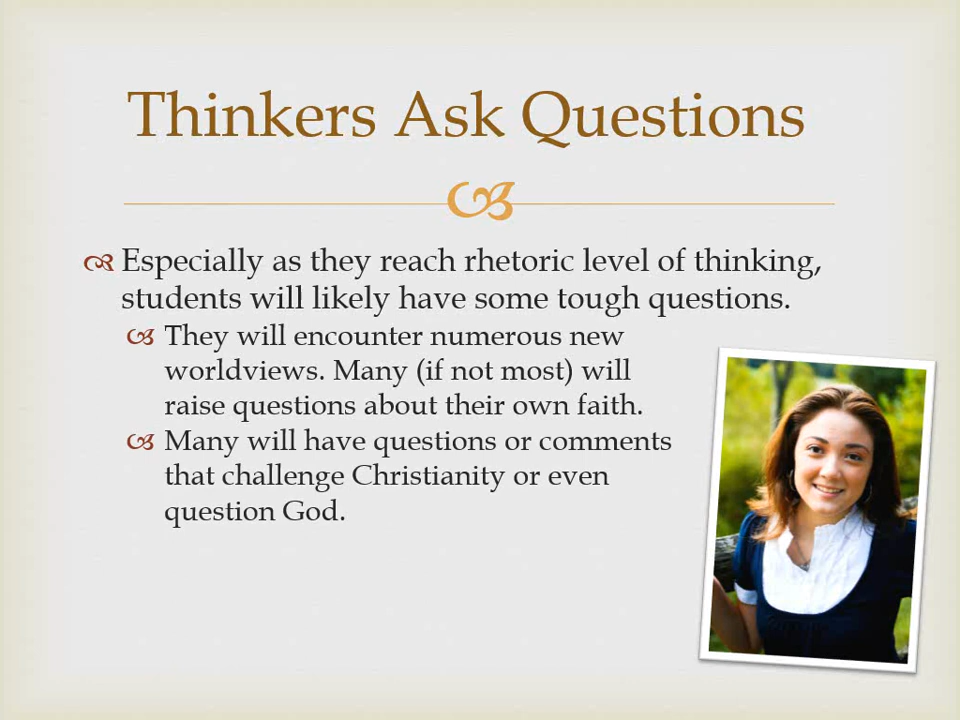 Thinkers Ask Questions
Especially as they reach rhetoric level of thinking,
students will likely have some tough questions.
They will encounter numerous new
worldviews. Many (if not most) will
raise questions about their own faith.
Many will have questions or comments
that challenge Christianity or even
question God.